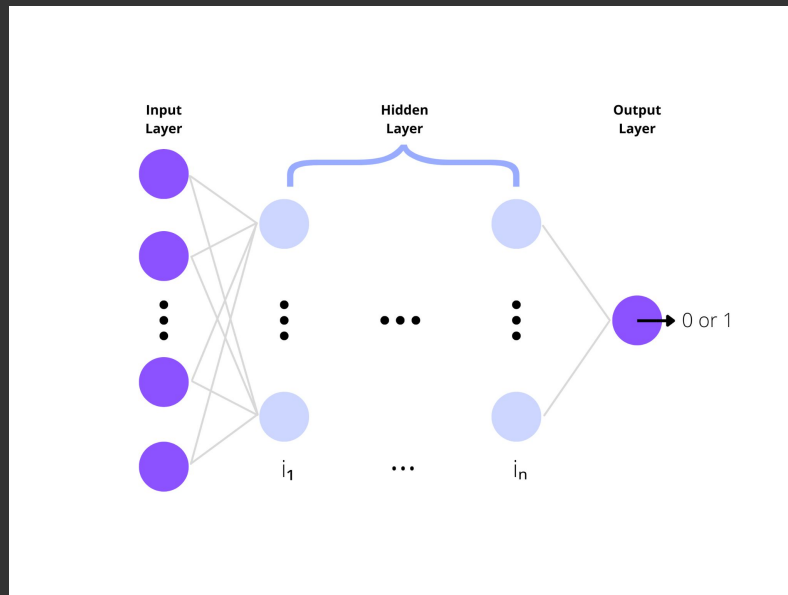 Input
Layer
Hidden
Layer
Output
Layer
0 or 1
i1
...
in